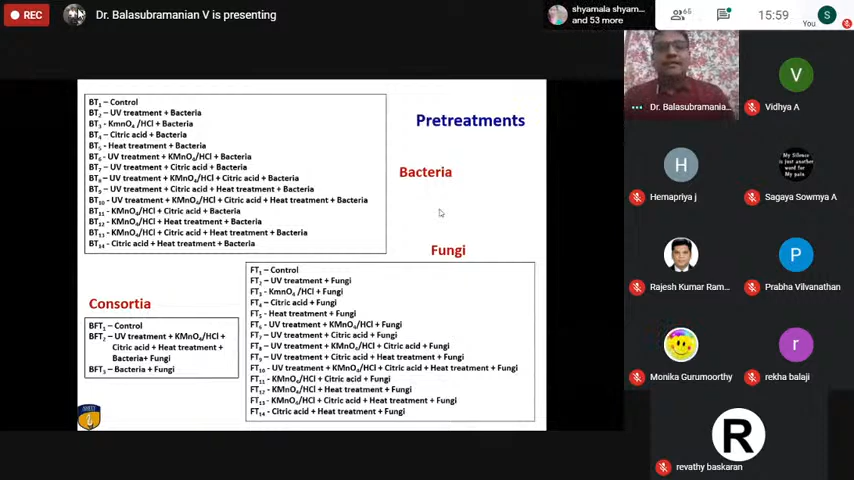 REC
Dr. Balasubramanian V is presenting
shyamala shyam...
and 53 more
65
15:59
You
S
BT1 – Control
BT2 – UV treatment + Bacteria
BT3 - KmnO4 /HCl + Bacteria
BT4 – Citric acid + Bacteria
BT5 - Heat treatment + Bacteria
BT6 - UV treatment + KMnO4/HCl + Bacteria
BT7 – UV treatment + Citric acid + Bacteria
BT8 – UV treatment + KMnO4/HCl + Citric acid + Bacteria
BT9 – UV treatment + Citric acid + Heat treatment + Bacteria
BT10 - UV treatment + KMnO4/HCl + Citric acid + Heat treatment + Bacteria
BT11 - KMnO4/HCl + Citric acid + Bacteria
BT12 - KMnO4/HCl + Heat treatment + Bacteria
BT13 - KMnO4/HCl + Citric acid + Heat treatment + Bacteria
BT14 - Citric acid + Heat treatment + Bacteria
Pretreatments
Bacteria
Fungi
Consortia
BFT1 – Control
BFT2 – UV treatment + KMnO4/HCl +
Citric acid + Heat treatment +
Bacteria+ Fungi
BFT3 – Bacteria + Fungi
FT1 – Control
FT2 – UV treatment + Fungi
FT3 - KmnO4 /HCl + Fungi
FT4 – Citric acid + Fungi
FT5 - Heat treatment + Fungi
FT6 - UV treatment + KMnO4/HCl + Fungi
FT7 – UV treatment + Citric acid + Fungi
FT8 – UV treatment + KMnO4/HCl + Citric acid + Fungi
FT9 – UV treatment + Citric acid + Heat treatment + Fungi
FT10 - UV treatment + KMnO4/HCl + Citric acid + Heat treatment + Fungi
FT11 - KMnO4/HCl + Citric acid + Fungi
FT12 - KMnO4/HCl + Heat treatment + Fungi
FT13 - KMnO4/HCl + Citric acid + Heat treatment + Fungi
FT14 - Citric acid + Heat treatment + Fungi
Dr. Balasubramania...
V
Vidhya A
H
Hemapriya j
My Silence
is just another
word for
My pain
Sagaya Sowmya A
Rajesh Kumar Ram...
P
Prabha Vilvanathan
Monika Gurumoorthy
r
rekha balaji
R
revathy baskaran